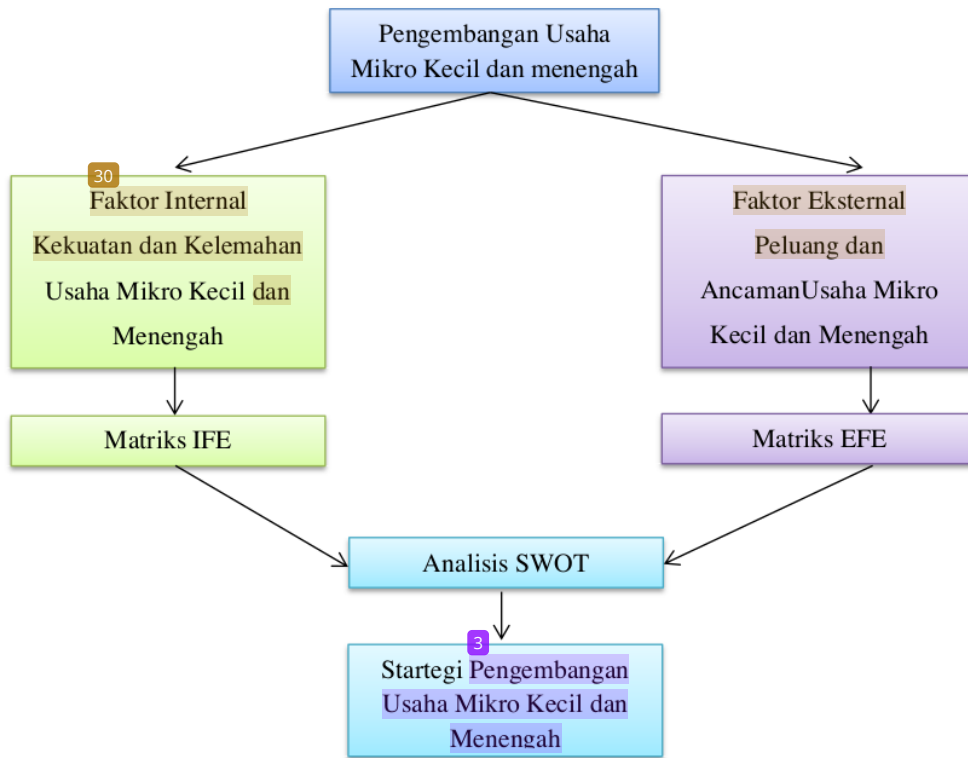 Pengembangan Usaha
Mikro Kecil dan menengah
30
Faktor Internal
Kekuatan dan Kelemahan
Usaha Mikro Kecil dan
Menengah
Faktor Eksternal
Peluang dan
AncamanUsaha Mikro
Kecil dan Menengah
Matriks IFE
Matriks EFE
Analisis SWOT
3
Startegi Pengembangan
Usaha Mikro Kecil dan
Menengah